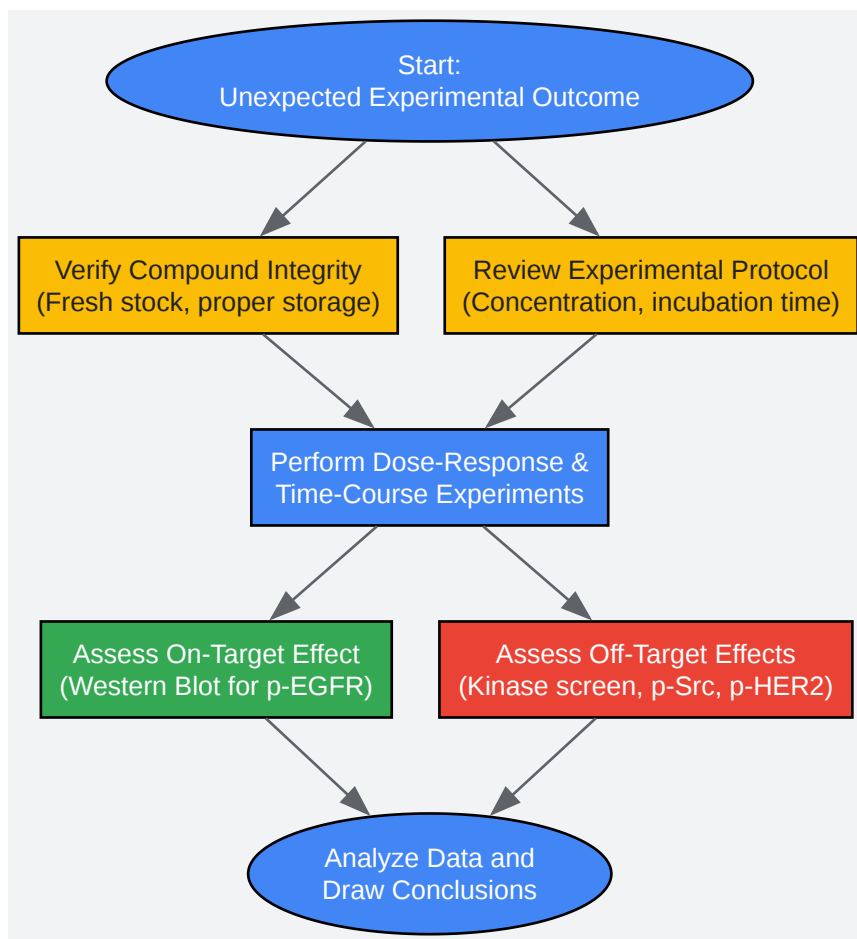 Start:
Unexpected Experimental Outcome
Verify Compound Integrity
(Fresh stock, proper storage)
Review Experimental Protocol
(Concentration, incubation time)
Perform Dose-Response &
Time-Course Experiments
Assess On-Target Effect
(Western Blot for p-EGFR)
Assess Off-Target Effects
(Kinase screen, p-Src, p-HER2)
Analyze Data and
Draw Conclusions